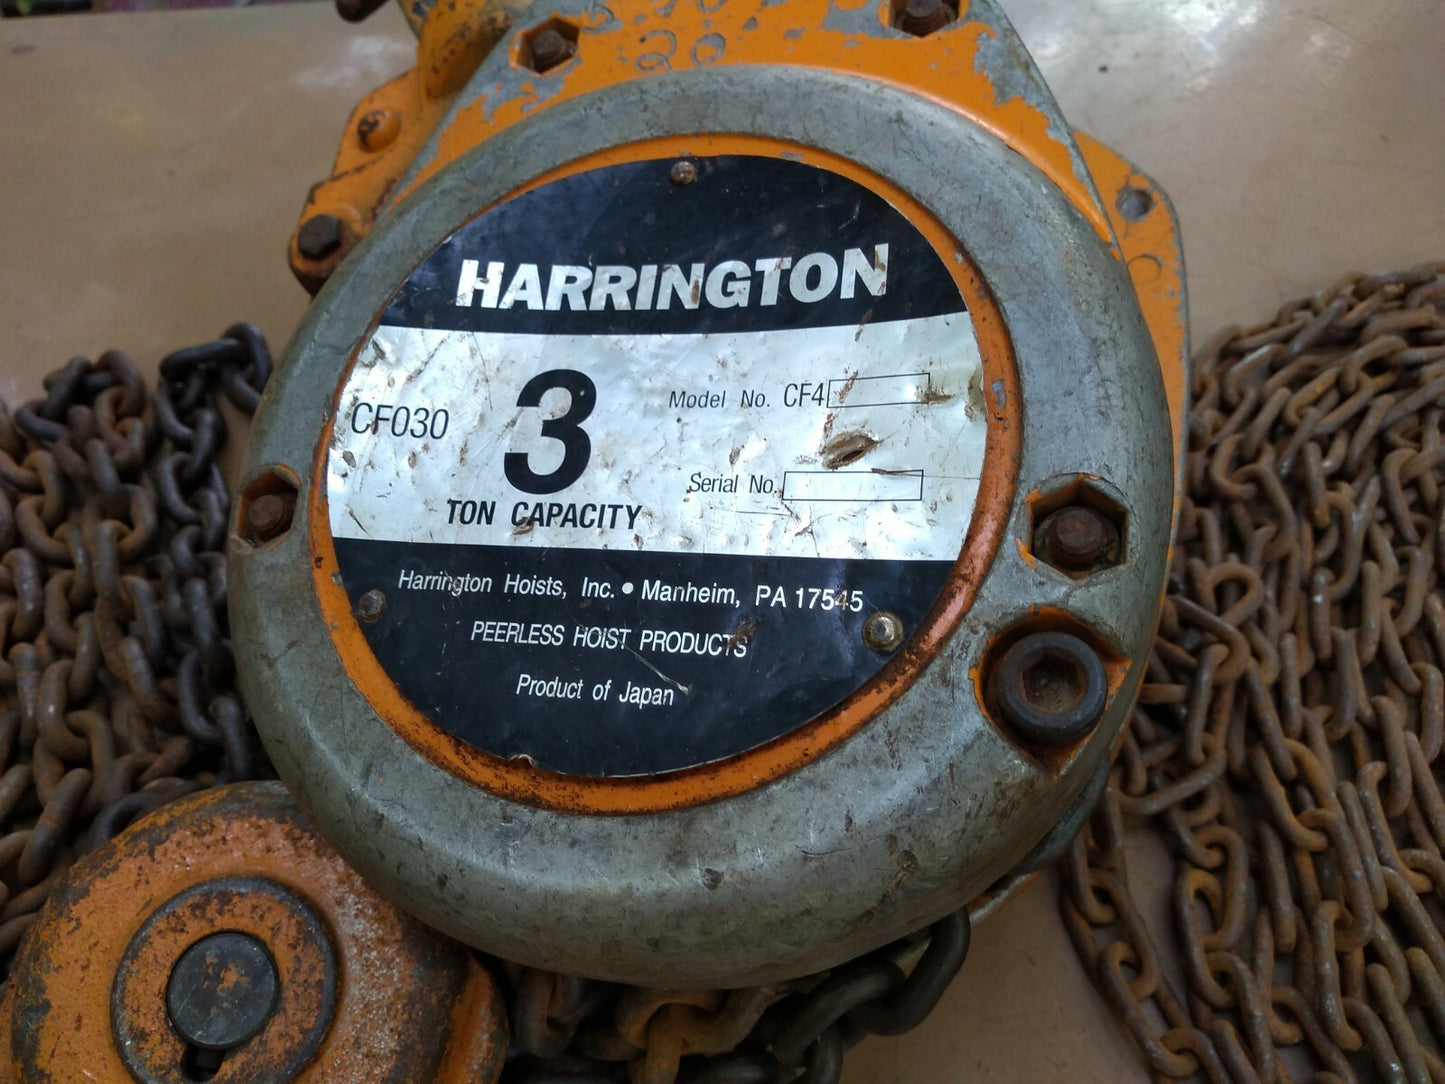 20
HARRINGTON
CF030
3
TON CAPACITY
Model No. CF4
Serial No.
Harrington Hoists, Inc. • Manheim, PA 17545
PEERLESS HOIST PRODUCTS
Product of Japan